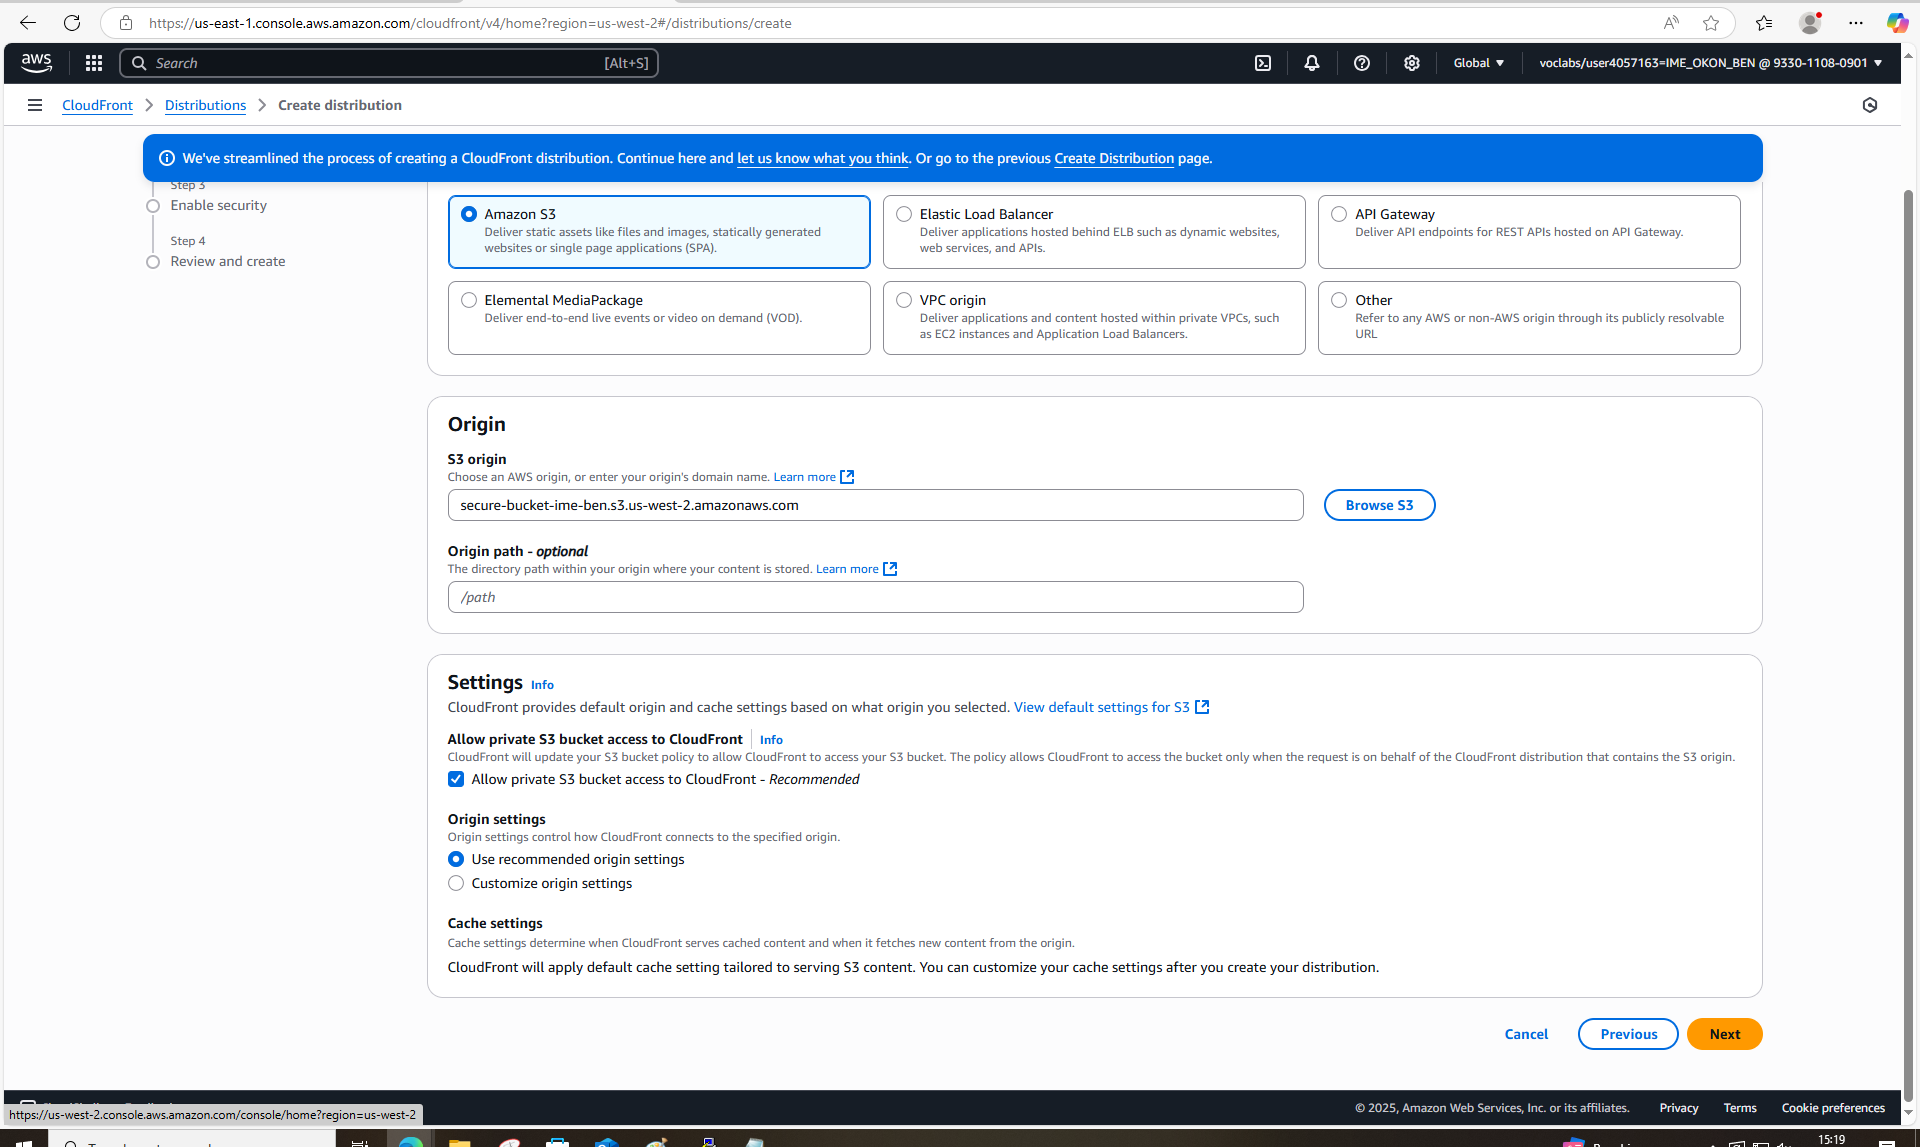 https://us-east-1.console.aws.amazon.com/cloudfront/v4/home?region=us-west-2#/distributions/create
aws
Search
[Alt+S]
Global
voclabs/user4057163=IME_OKON_BEN @ 9330-1108-0901
CloudFront
Distributions
Create distribution
We've streamlined the process of creating a CloudFront distribution. Continue here and let us know what you think. Or go to the previous Create Distribution page.
Step 3
Enable security
Step 4
Review and create
Amazon S3
Deliver static assets like files and images, statically generated
websites or single page applications (SPA).
Elastic Load Balancer
Deliver applications hosted behind ELB such as dynamic websites,
web services, and APIs.
API Gateway
Deliver API endpoints for REST APIs hosted on API Gateway.
Elemental MediaPackage
Deliver end-to-end live events or video on demand (VOD).
VPC origin
Deliver applications and content hosted within private VPCs, such
as EC2 instances and Application Load Balancers.
Other
Refer to any AWS or non-AWS origin through its publicly resolvable
URL
Origin
S3 origin
Choose an AWS origin, or enter your origin's domain name. Learn more
secure-bucket-ime-ben.s3.us-west-2.amazonaws.com
Browse S3
Origin path - optional
The directory path within your origin where your content is stored. Learn more
/path
Settings Info
CloudFront provides default origin and cache settings based on what origin you selected. View default settings for S3
Allow private S3 bucket access to CloudFront Info
CloudFront will update your S3 bucket policy to allow CloudFront to access your S3 bucket. The policy allows CloudFront to access the bucket only when the request is on behalf of the CloudFront distribution that contains the S3 origin.
Allow private S3 bucket access to CloudFront - Recommended
Origin settings
Origin settings control how CloudFront connects to the specified origin.
Use recommended origin settings
Customize origin settings
Cache settings
Cache settings determine when CloudFront serves cached content and when it fetches new content from the origin.
CloudFront will apply default cache setting tailored to serving S3 content. You can customize your cache settings after you create your distribution.
Cancel
Previous
Next
https://us-west-2.console.aws.amazon.com/console/home?region=us-west-2
© 2025, Amazon Web Services, Inc. or its affiliates.
Privacy
Terms
Cookie preferences
15:19